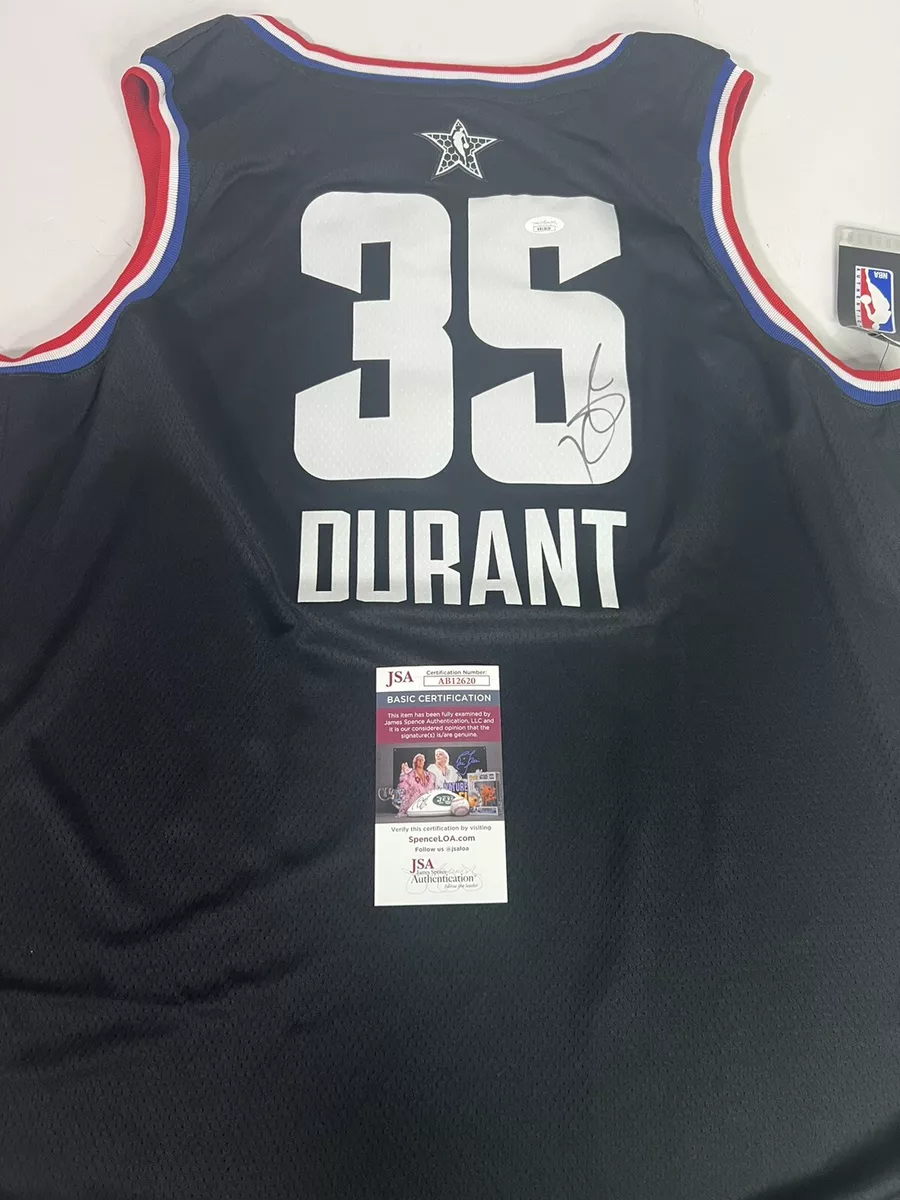 35
DURANT
NBA
AUTHENTIC
JSA
Certification Number:
AB12620
BASIC CERTIFICATION
This item has been fully examined by
James Spence Authentication, LLC and
it is our considered opinion that the
signature(s) is/are genuine.
Verify this certification by visiting
SpenceLOA.com
Follow us @jsaloa
JSA
James Spence
Authentication